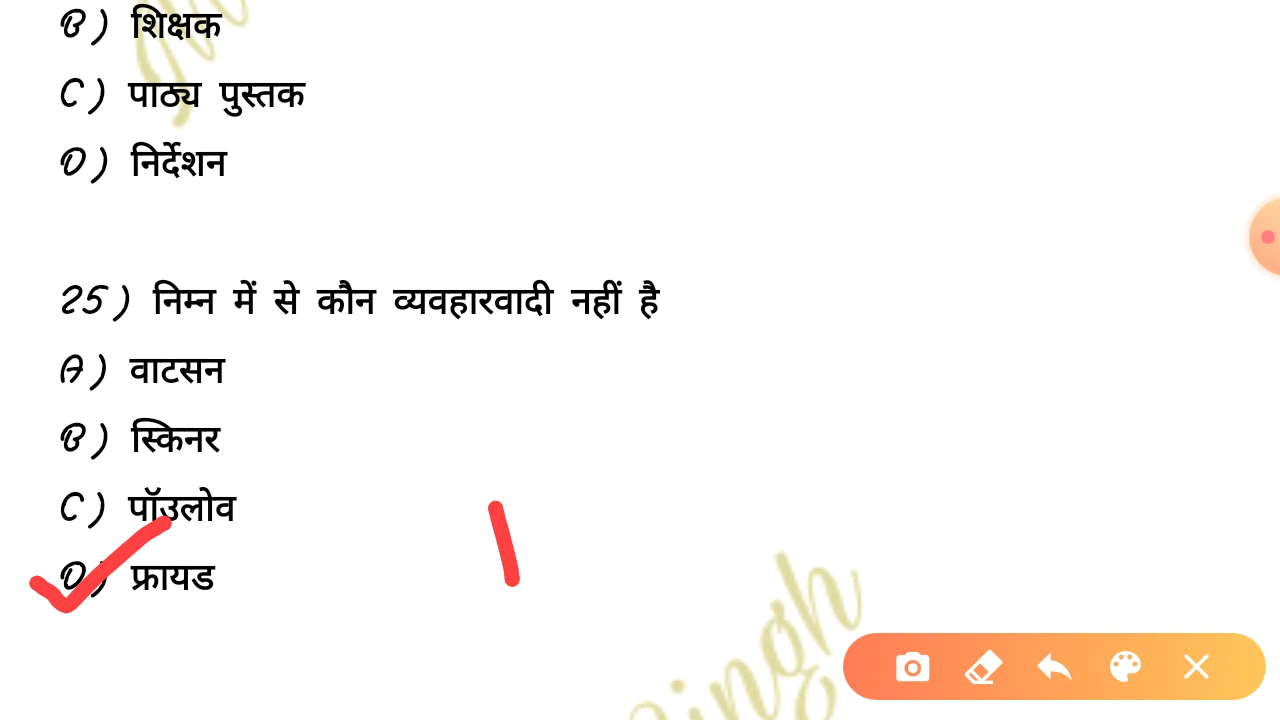 B) शिक्षक
C) पाठ्य पुस्तक
D) निर्देशन
25) निम्न में से कौन व्यवहारवादी नहीं है
A) वाटसन
B) स्किनर
C) पॉउलोव
D) फ्रायड